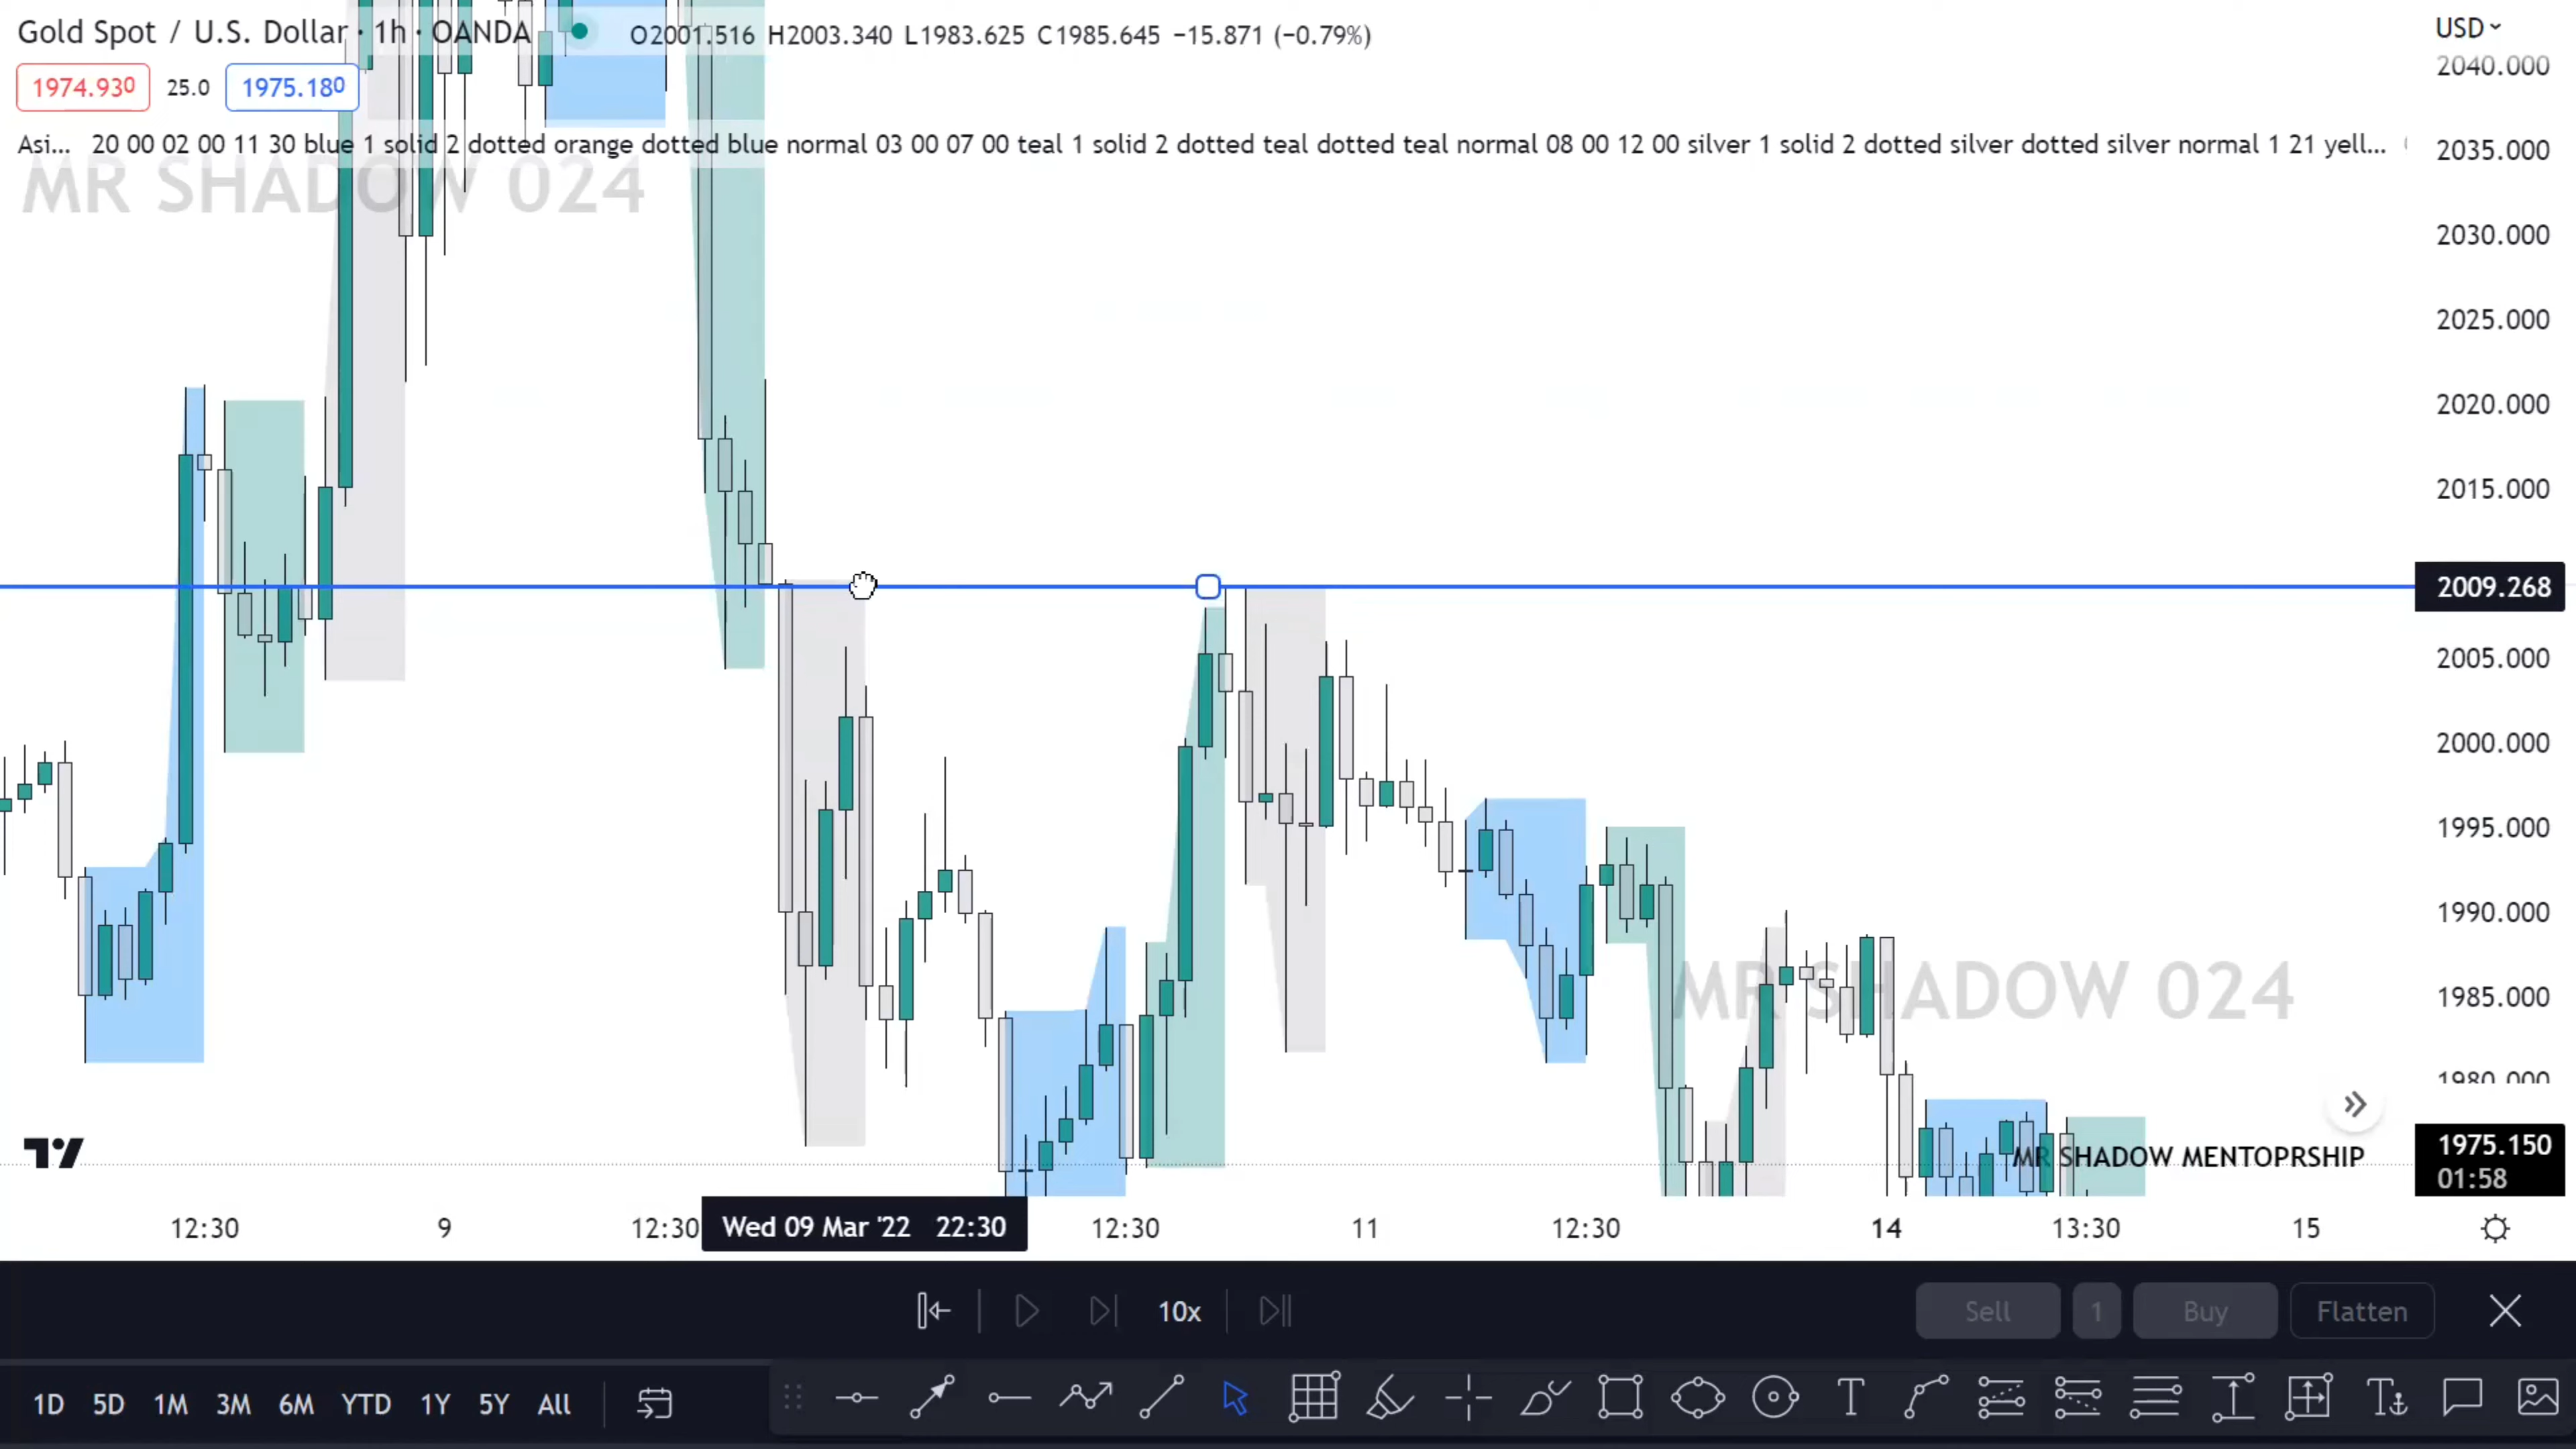 Gold Spot / U.S. Dollar · 1h · OANDA O2001.516 H2003.340 L1983.625 C1985.645 −15.871 (−0.79%)
USD
1974.930 25.0 1975.180
Asi... 20 00 02 00 11 30 blue 1 solid 2 dotted orange dotted blue normal 03 00 07 00 teal 1 solid 2 dotted teal dotted teal normal 08 00 12 00 silver 1 solid 2 dotted silver dotted silver normal 1 21 yell...
MR SHADOW 024
2040.000
2035.000
2030.000
2025.000
2020.000
2015.000
2009.268
2005.000
2000.000
1995.000
1990.000
1985.000
1980.000
MR SHADOW 024
MR SHADOW MENTOPRSHIP
1975.150
01:58
12:30 9 12:30 Wed 09 Mar '22 22:30 12:30 11 12:30 14 13:30 15
10x
Sell 1 Buy Flatten
1D 5D 1M 3M 6M YTD 1Y 5Y All